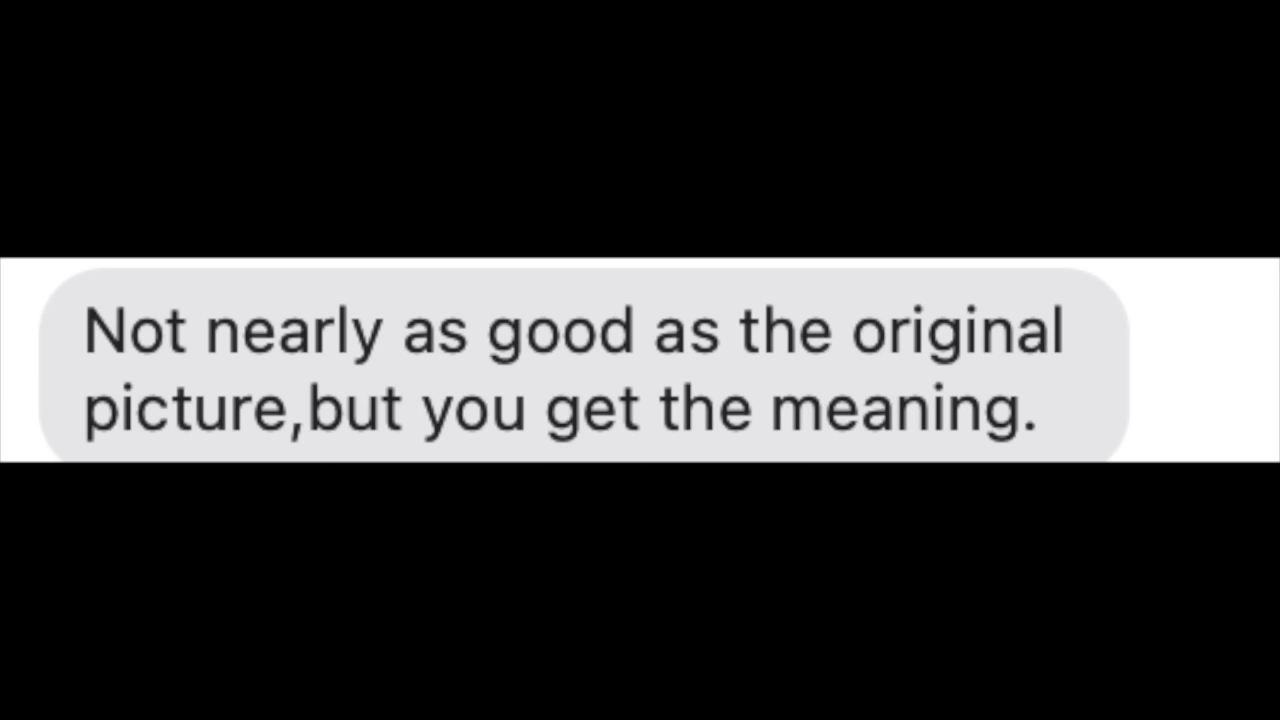 Not nearly as good as the original
picture,but you get the meaning.